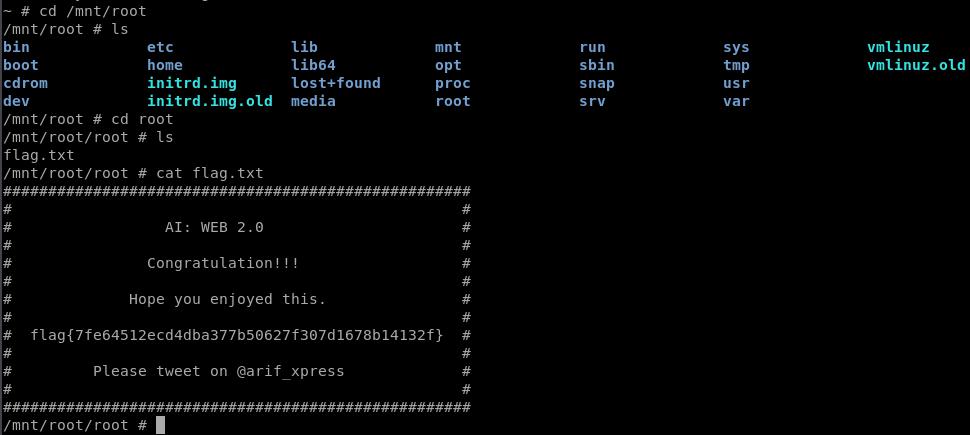 ~ # cd /mnt/root
/mnt/root # ls
bin etc lib mnt run sys vmlinuz
boot home lib64 opt sbin tmp vmlinuz.old
cdrom initrd.img lost+found proc snap usr
dev initrd.img.old media root srv var
/mnt/root # cd root
/mnt/root/root # ls
flag.txt
/mnt/root/root # cat flag.txt
####################################################
# #
# AI: WEB 2.0 #
# #
# Congratulation!!! #
# #
# Hope you enjoyed this. #
# #
# flag{7fe64512ecd4dba377b50627f307d1678b14132f} #
# #
# Please tweet on @arif_xpress #
# #
####################################################
/mnt/root/root #